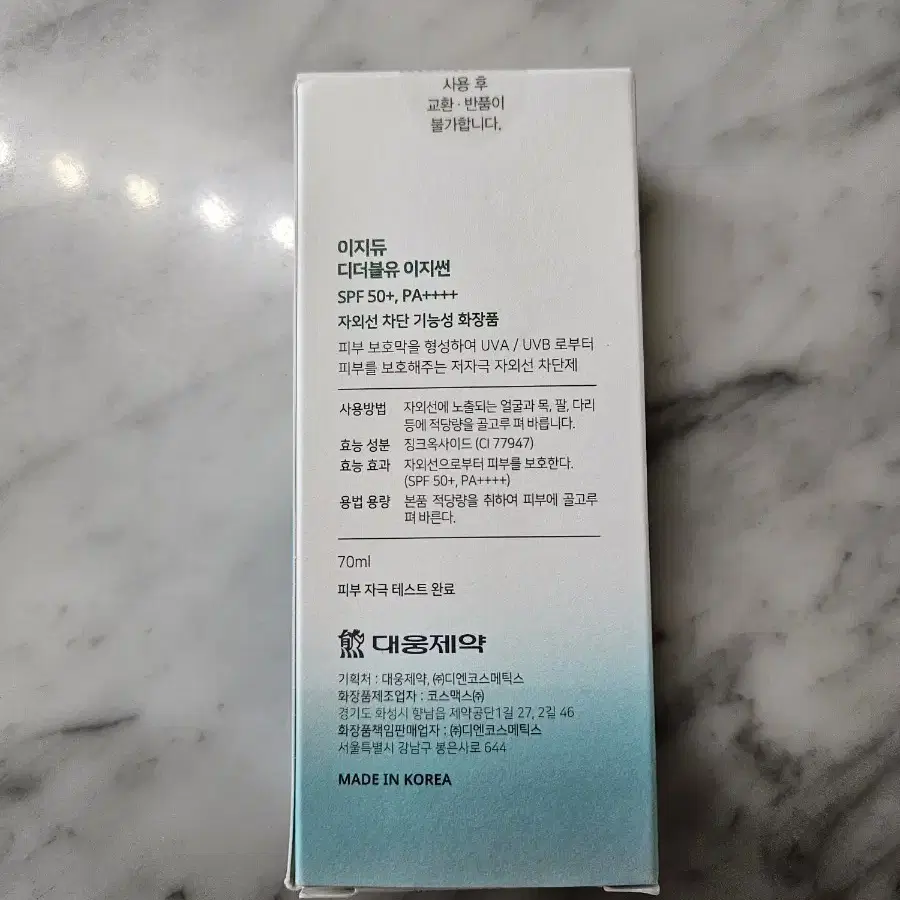 사용 후
교환 · 반품이
불가합니다.
이지듀
디더블유 이지썬
SPF 50+, PA++++
자외선 차단 기능성 화장품
피부 보호막을 형성하여 UVA / UVB 로부터
피부를 보호해주는 저자극 자외선 차단제
사용방법 자외선에 노출되는 얼굴과 목, 팔, 다리
등에 적당량을 골고루 펴 바릅니다.
효능 성분 징크옥사이드 (CI 77947)
효능 효과 자외선으로부터 피부를 보호한다.
(SPF 50+, PA++++)
용법 용량 본품 적당량을 취하여 피부에 골고루
펴 바른다.
70ml
피부 자극 테스트 완료
대웅제약
기획처 : 대웅제약, ㈜디엔코스메틱스
화장품제조업자 : 코스맥스㈜
경기도 화성시 향남읍 제약공단1길 27, 2길 46
화장품책임판매업자 : ㈜디엔코스메틱스
서울특별시 강남구 봉은사로 644
MADE IN KOREA